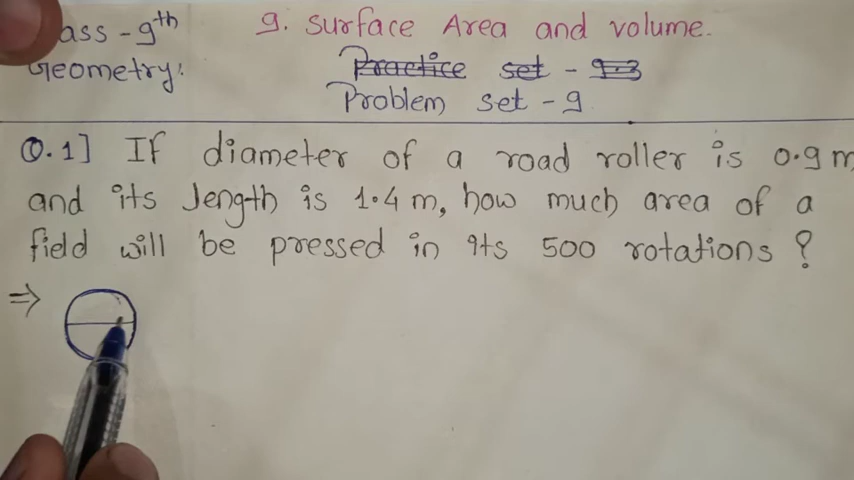 ass - 9th 9. Surface Area and volume.
Geometry: Practice set - 9.3
Problem set - 9
Q.1] If diameter of a road roller is 0.9 m
and its length is 1.4 m, how much area of a
field will be pressed in its 500 rotations ?
⇒